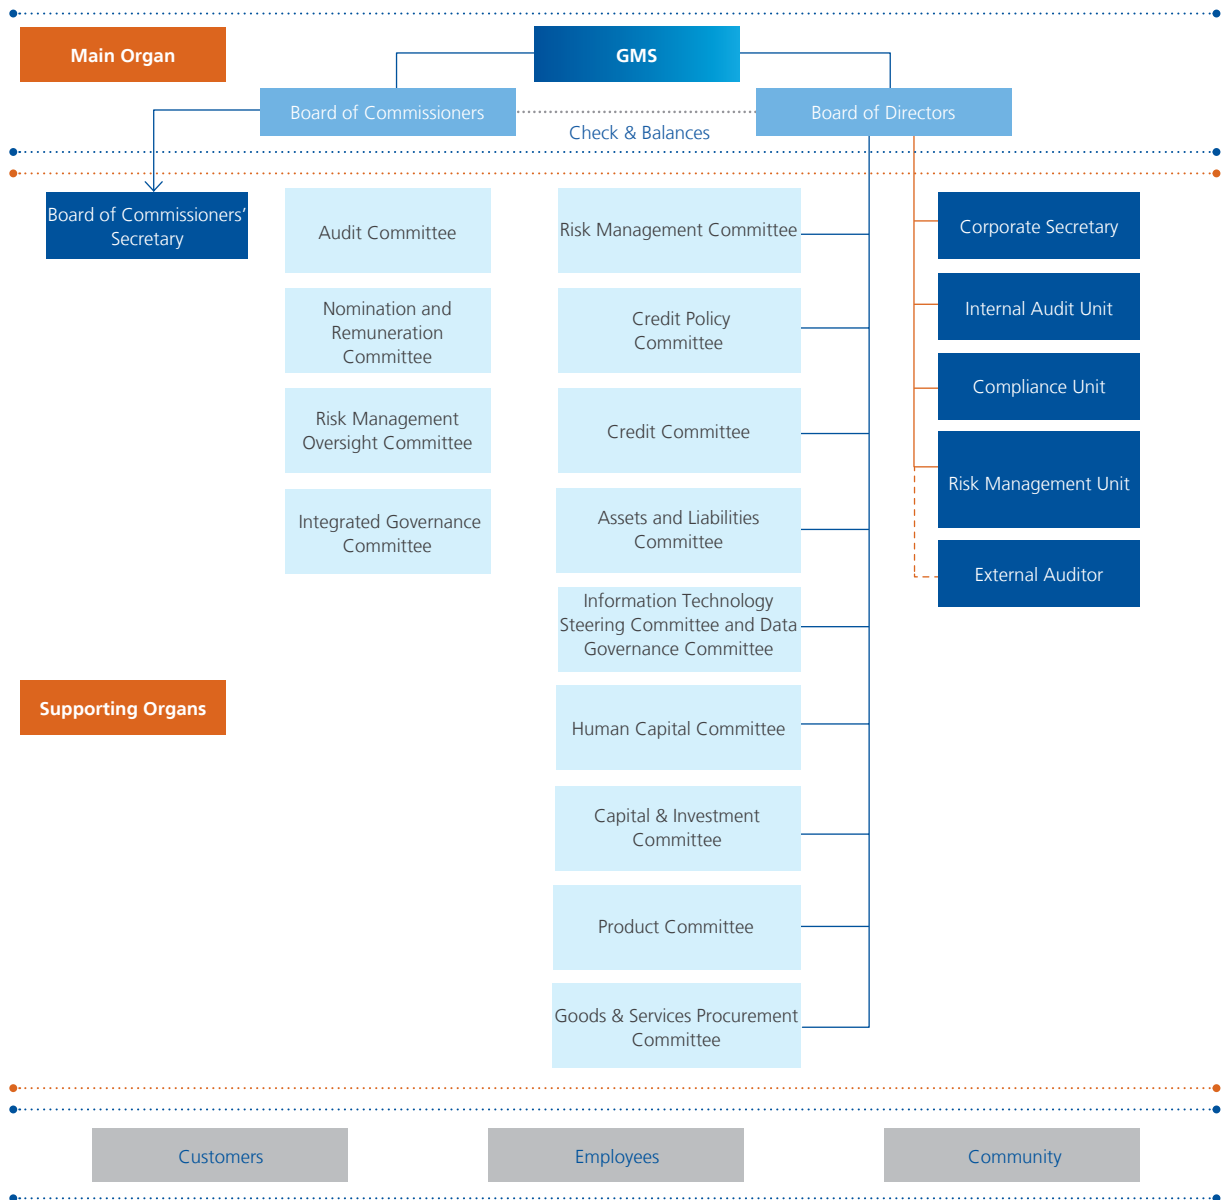 Main Organ
GMS
Board of Commissioners
Board of Directors
Check & Balances
Board of Commissioners’
Secretary
Audit Committee
Nomination and
Remuneration
Committee
Risk Management
Oversight Committee
Integrated Governance
Committee
Risk Management Committee
Credit Policy
Committee
Credit Committee
Assets and Liabilities
Committee
Information Technology
Steering Committee and Data
Governance Committee
Human Capital Committee
Capital & Investment
Committee
Product Committee
Goods & Services Procurement
Committee
Corporate Secretary
Internal Audit Unit
Compliance Unit
Risk Management Unit
External Auditor
Supporting Organs
Customers
Employees
Community